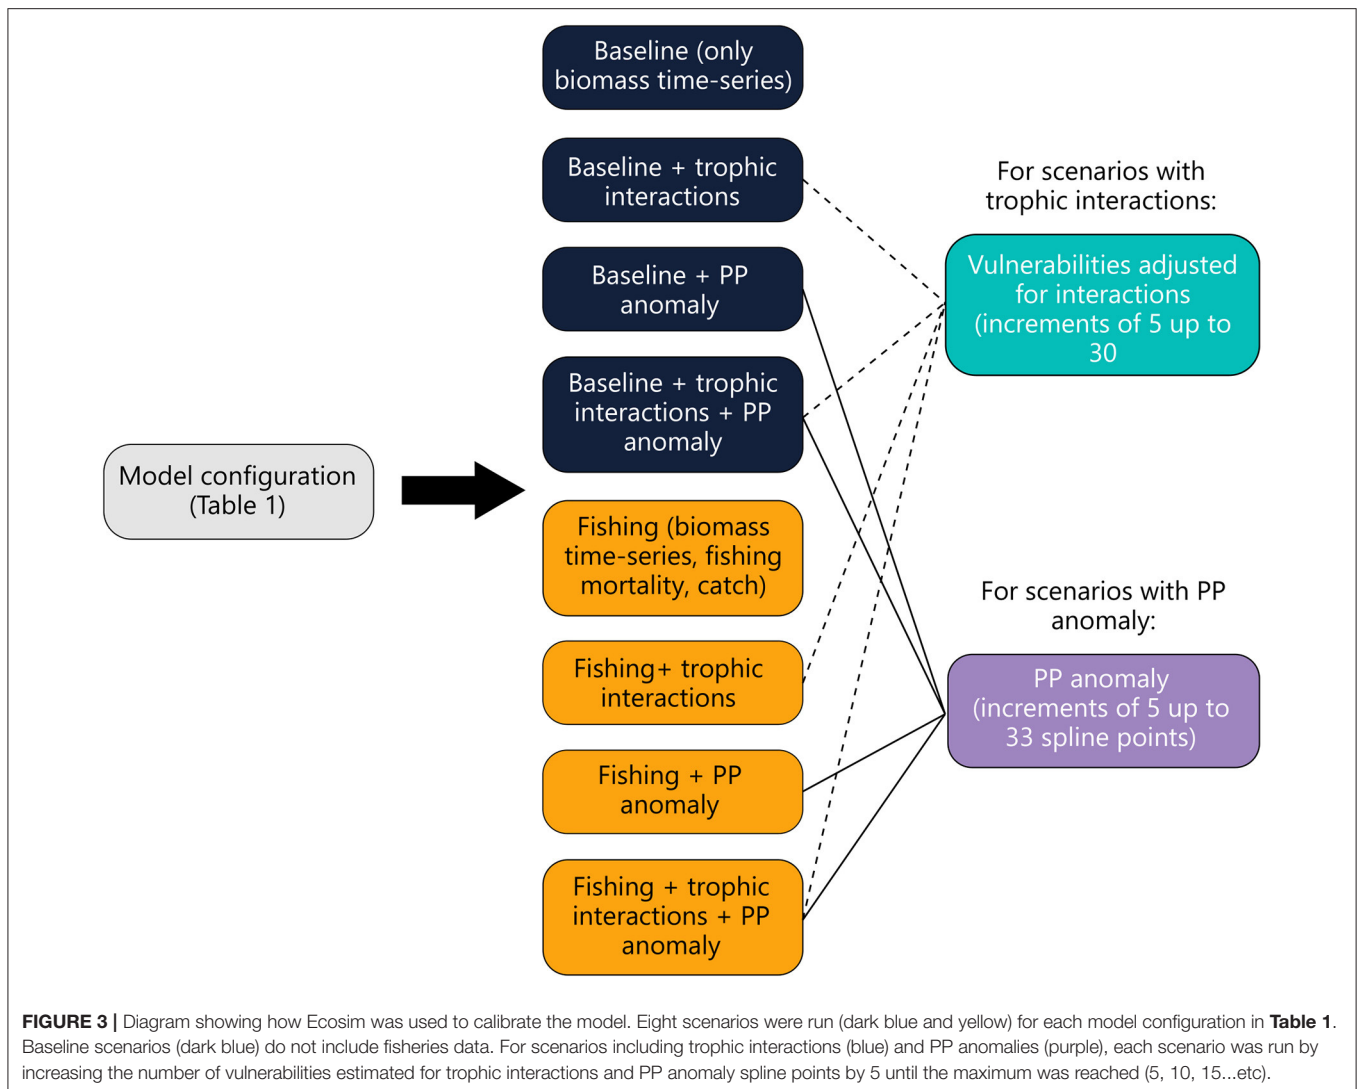 Baseline (only
biomass time-series)
Baseline + trophic
interactions
Baseline + PP
anomaly
Baseline + trophic
interactions + PP
anomaly
Model configuration
(Table 1)
Fishing (biomass
time-series, fishing
mortality, catch)
Fishing+ trophic
interactions
Fishing + PP
anomaly
Fishing + trophic
interactions + PP
anomaly
For scenarios with
trophic interactions:
Vulnerabilities adjusted
for interactions
(increments of 5 up to
30
For scenarios with PP
anomaly:
PP anomaly
(increments of 5 up to
33 spline points)
FIGURE 3 | Diagram showing how Ecosim was used to calibrate the model. Eight scenarios were run (dark blue and yellow) for each model configuration in Table 1.
Baseline scenarios (dark blue) do not include fisheries data. For scenarios including trophic interactions (blue) and PP anomalies (purple), each scenario was run by
increasing the number of vulnerabilities estimated for trophic interactions and PP anomaly spline points by 5 until the maximum was reached (5, 10, 15...etc).